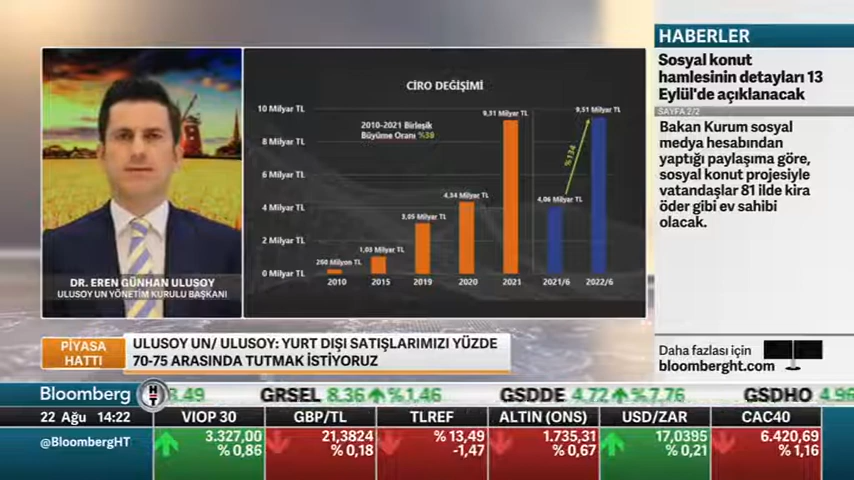 CİRO DEĞİŞİMİ
10 Milyar TL
8 Milyar TL
6 Milyar TL
4 Milyar TL
2 Milyar TL
0 Milyar TL
2010-2021 Birleşik
Büyüme Oranı %38
260 Milyon TL
1,03 Milyar TL
3,05 Milyar TL
4,34 Milyar TL
9,31 Milyar TL
4,06 Milyar TL
%134
9,51 Milyar TL
2010
2015
2019
2020
2021
2021/6
2022/6
DR. EREN GÜNHAN ULUSOY
ULUSOY UN YÖNETİM KURULU BAŞKANI
HABERLER
Sosyal konut
hamlesinin detayları 13
Eylül'de açıklanacak
SAYFA 2/2
Bakan Kurum sosyal
medya hesabından
yaptığı paylaşıma göre,
sosyal konut projesiyle
vatandaşlar 81 ilde kira
öder gibi ev sahibi
olacak.
Daha fazlası için
bloomberght.com
PİYASA
HATTI
ULUSOY UN/ ULUSOY: YURT DIŞI SATIŞLARIMIZI YÜZDE
70-75 ARASINDA TUTMAK İSTİYORUZ
Bloomberg HT
3.49 GRSEL 8.36 %1.46 GSDDE 4.72 %7.76 GSDHO 4.96
22 Ağu 14:22
@BloombergHT
VIOP 30
3.327,00
% 0,86
GBP/TL
21,3824
% 0,18
TLREF
% 13,49
-1,47
ALTIN (ONS)
1.735,31
% 0,67
USD/ZAR
17,0395
% 0,21
CAC40
6.420,69
% 1,16